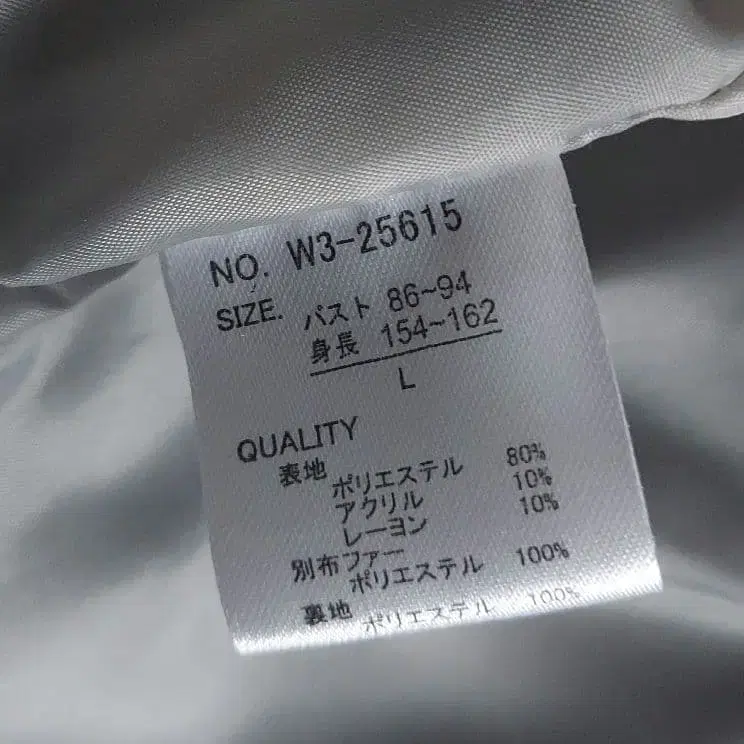 NO. W3-25615
SIZE. バスト 86~94
身長 154~162
L
QUALITY
表地
ポリエステル 80%
アクリル 10%
レーヨン 10%
別布ファー
ポリエステル 100%
裏地
ポリエステル 100%